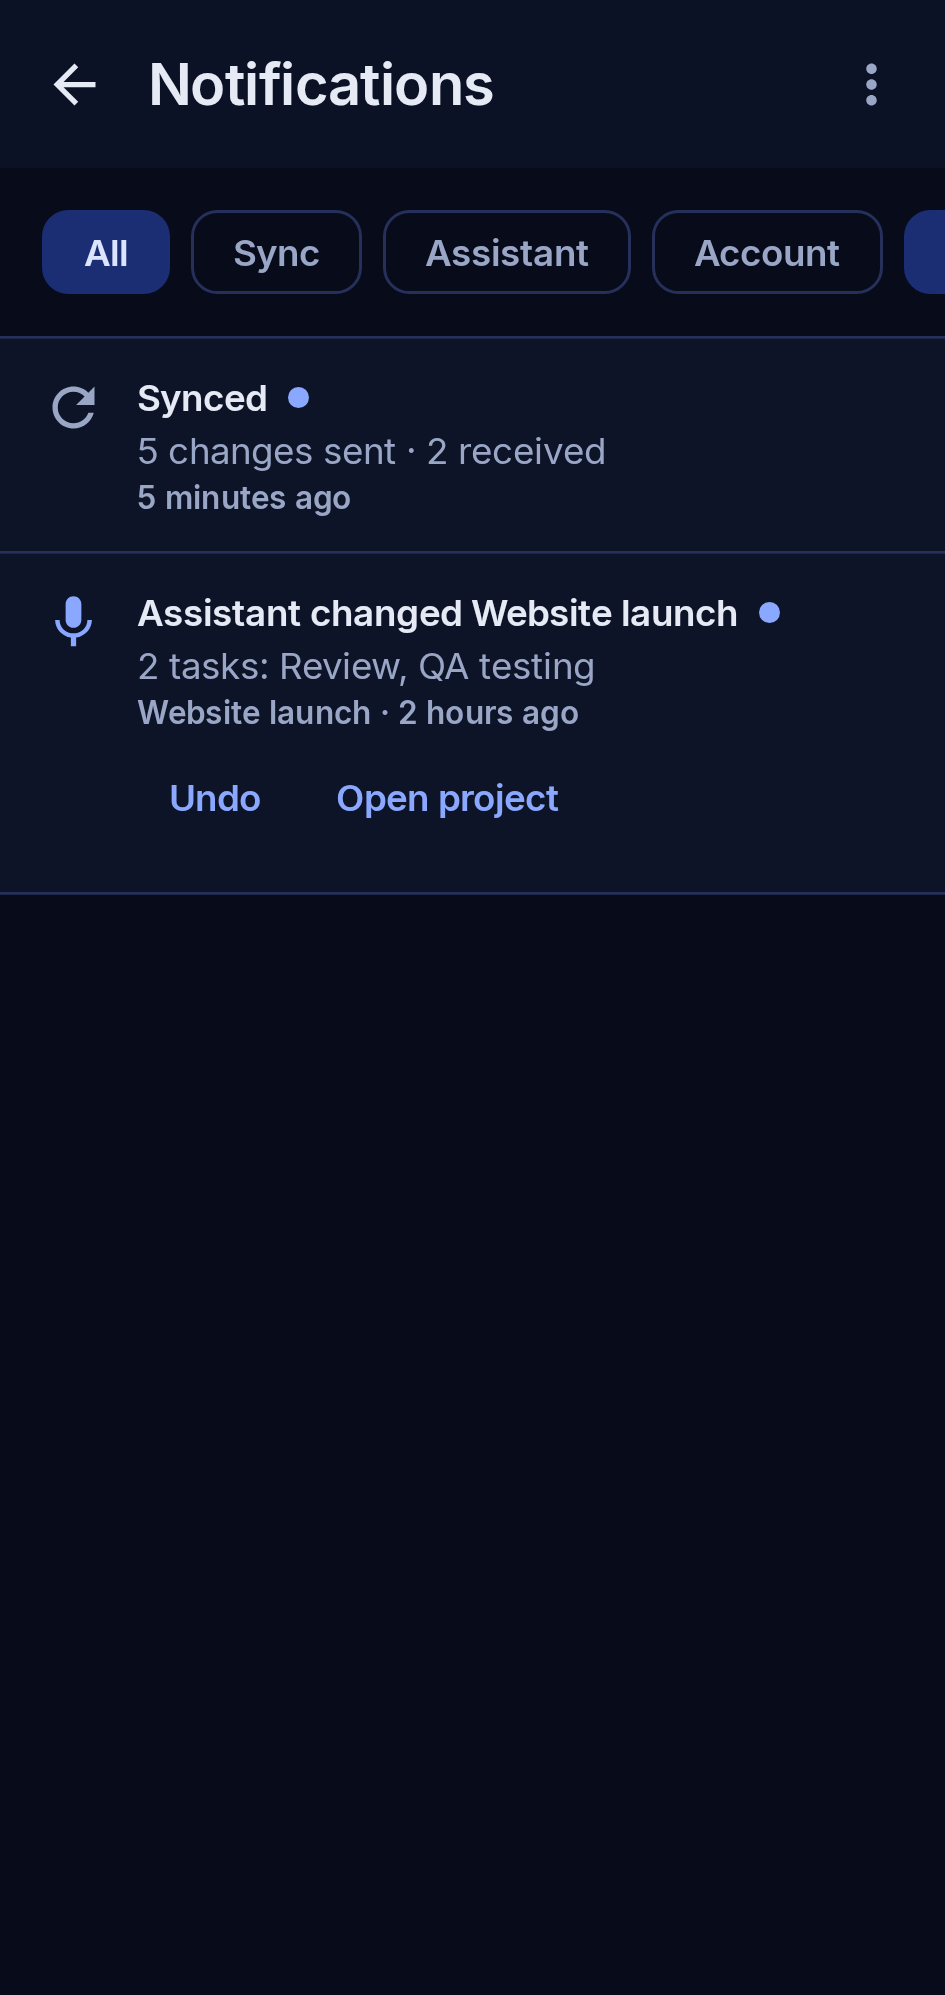 Notifications
All
Sync
Assistant
Account
Synced
5 changes sent · 2 received
5 minutes ago
Assistant changed Website launch
2 tasks: Review, QA testing
Website launch · 2 hours ago
Undo
Open project